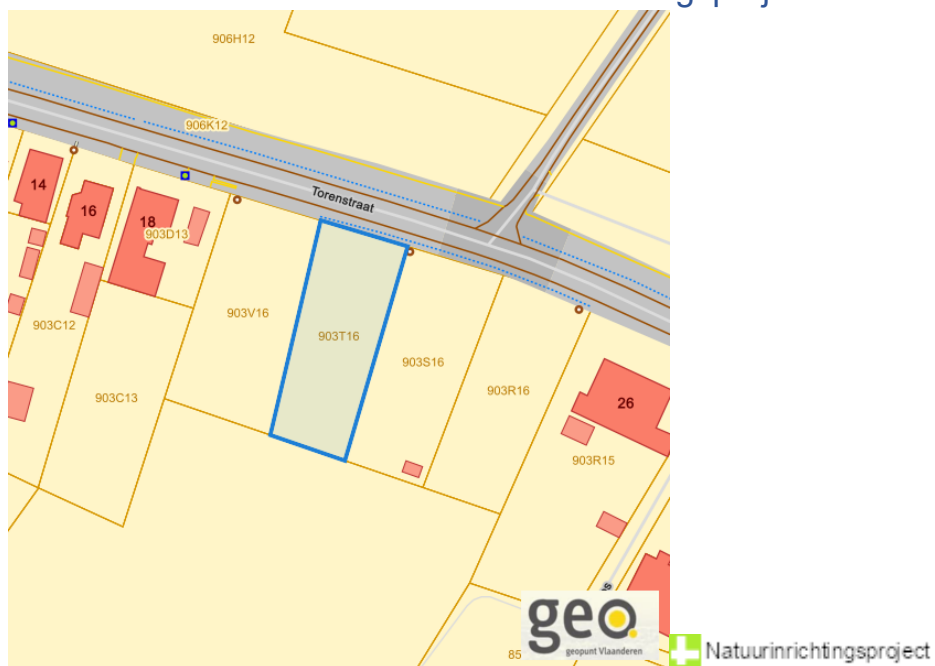 906H12
906K12
Torenstraat
14
16
18
903D13
903V16
903C12
903T16
903S16
903C13
903R16
26
903R15
85
geo
geopunt Vlaanderen
Natuurinrichtingsproject